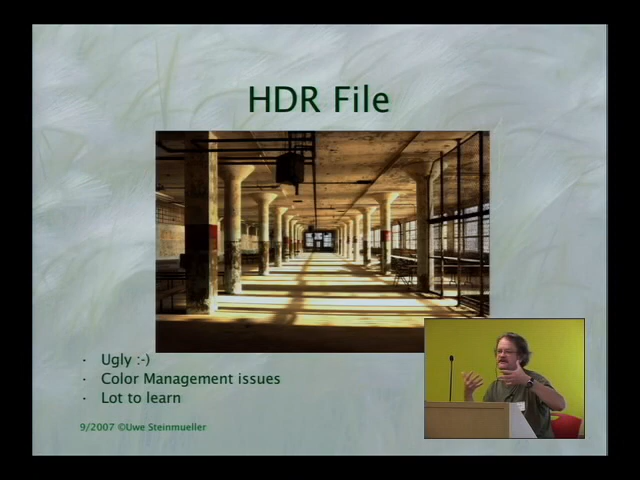 HDR File
· Ugly :-)
· Color Management issues
· Lot to learn
9/2007 ©Uwe Steinmueller